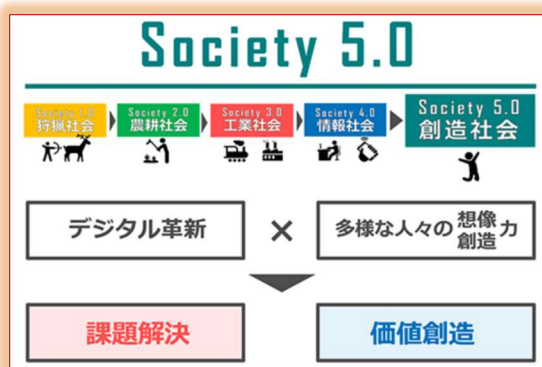 Society 5.0
Society 1.0
狩猟社会
Society 2.0
農耕社会
Society 3.0
工業社会
Society 4.0
情報社会
Society 5.0
創造社会
デジタル革新
×
多様な人々の想像 創造力
課題解決
価値創造